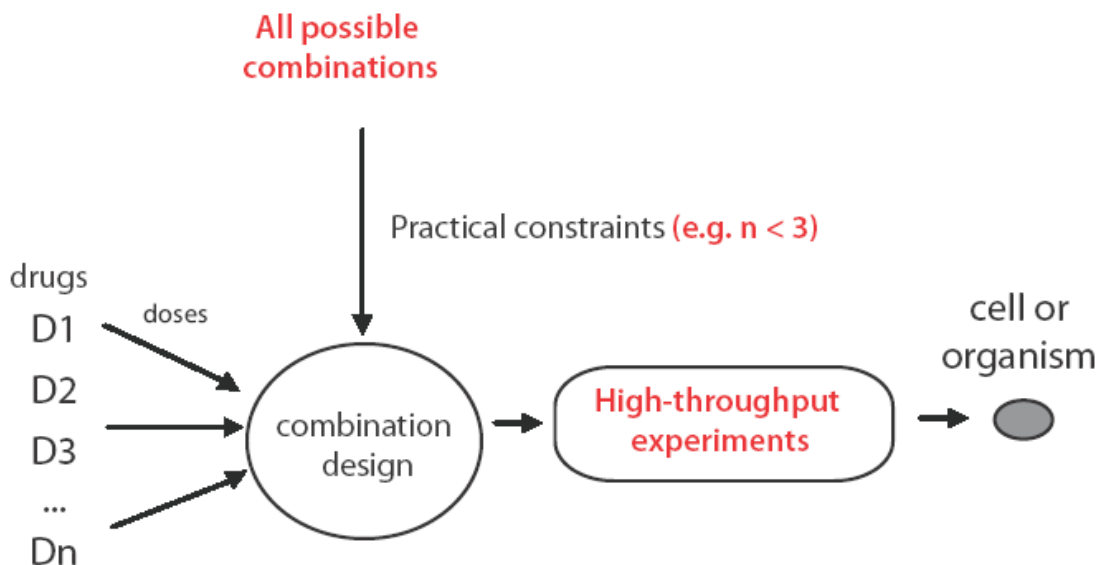 All possible
combinations
Practical constraints (e.g. n < 3)
drugs
doses
D1
D2
D3
...
Dn
combination
design
High-throughput
experiments
cell or
organism